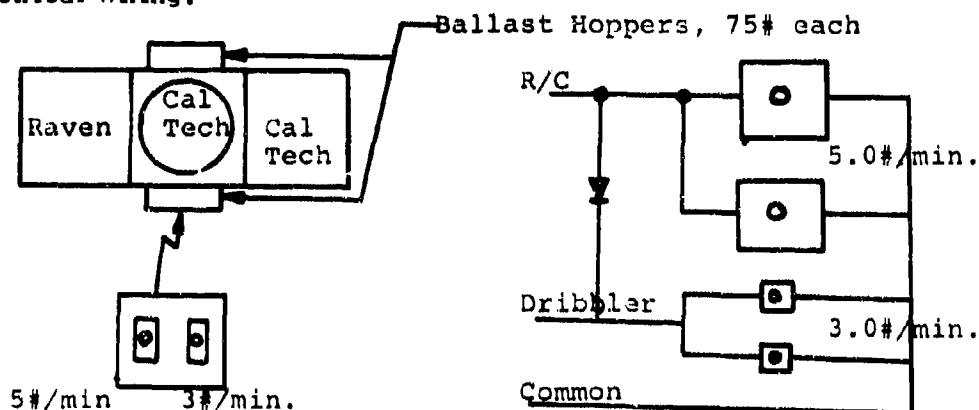 Ballast Hoppers, 75# each
R/C
Raven
Cal
Tech
Cal
Tech
5.0#/min.
Dribbler
3.0#/min.
5#/min 3#/min.
Common